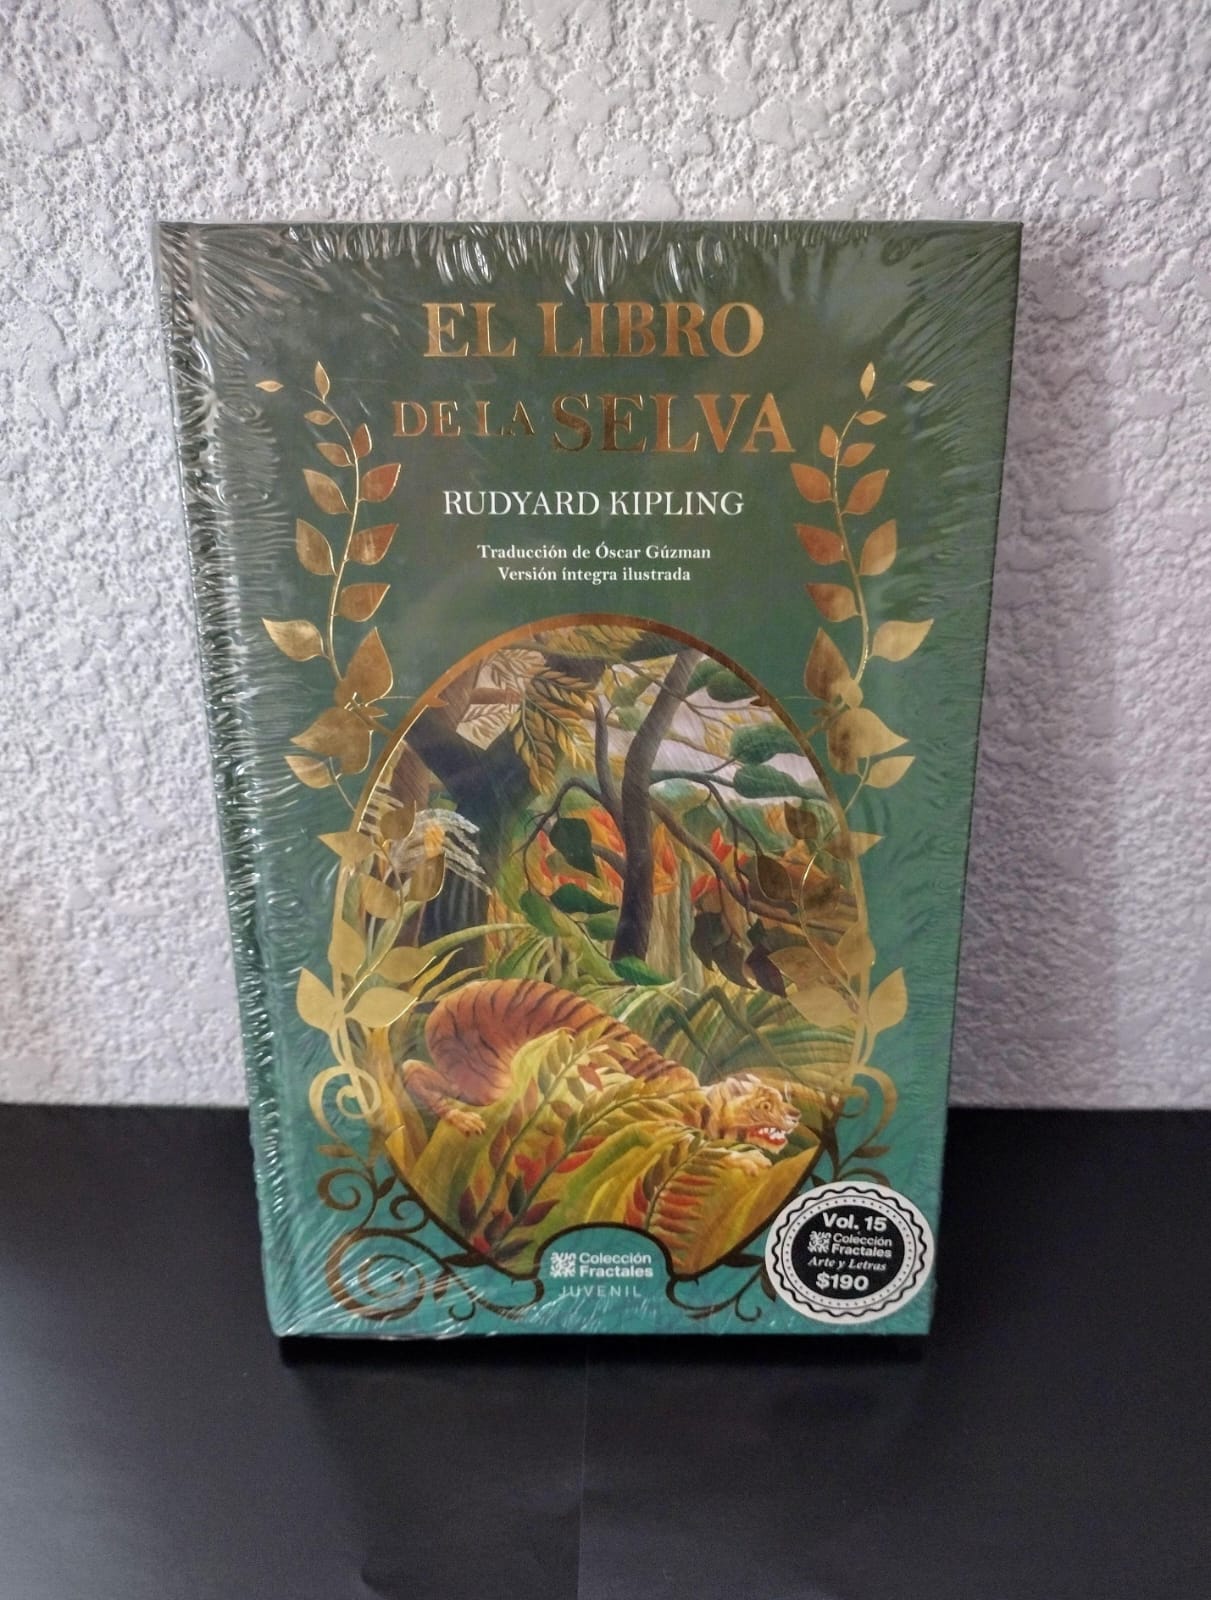 EL LIBRO
DE LA SELVA
RUDYARD KIPLING
Traducción de Óscar Gúzman
Versión íntegra ilustrada
Colección
Fractales
JUVENIL
Vol. 15
Colección
Fractales
Arte y Letras
$190